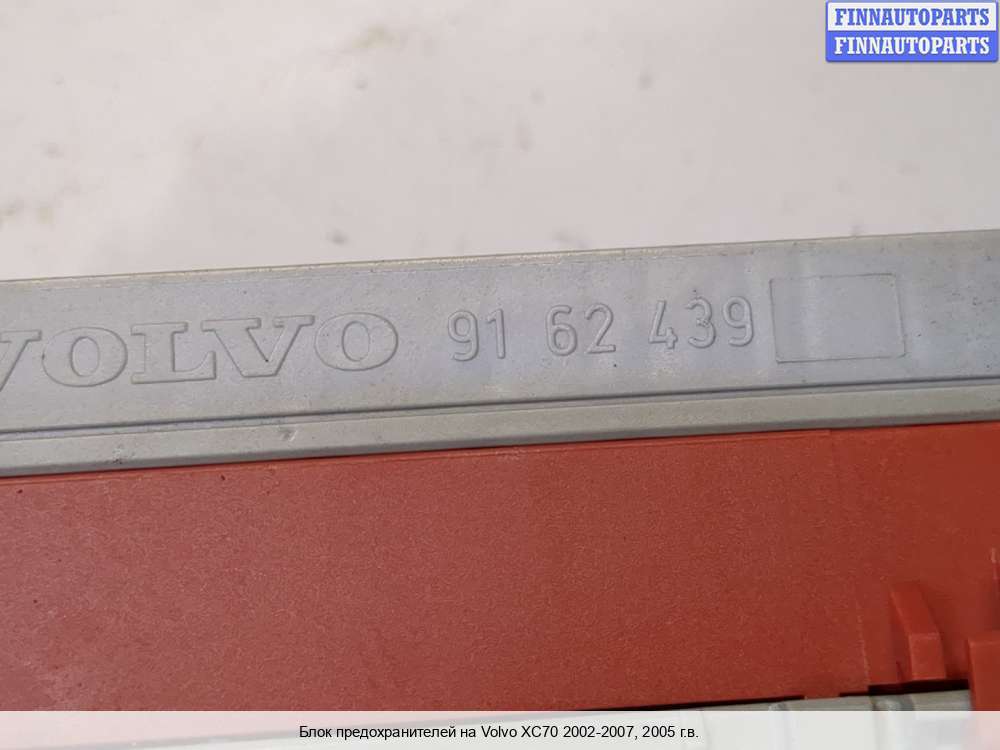 FINNAUTOPARTS
FINNAUTOPARTS
VOLVO 91 62 439
Блок предохранителей на Volvo XC70 2002-2007, 2005 г.в.